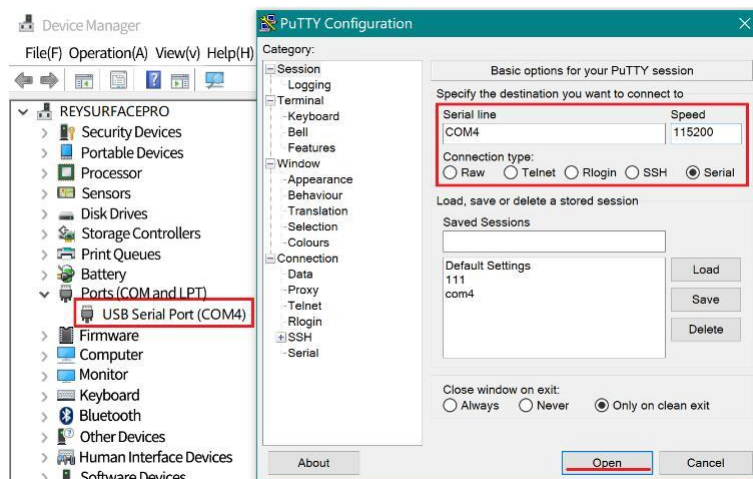 Device Manager
File(F) Operation(A) View(v) Help(H)
REYSURFACEPRO
Security Devices
Portable Devices
Processor
Sensors
Disk Drives
Storage Controllers
Print Queues
Battery
Ports (COM and LPT)
USB Serial Port (COM4)
Firmware
Computer
Monitor
Keyboard
Bluetooth
Other Devices
Human Interface Devices
Software Devices
PuTTY Configuration
Category:
Session
Logging
Terminal
Keyboard
Bell
Features
Window
Appearance
Behaviour
Translation
Selection
Colours
Connection
Data
Proxy
Telnet
Rlogin
SSH
Serial
Basic options for your PuTTY session
Specify the destination you want to connect to
Serial line Speed
COM4 115200
Connection type:
Raw Telnet Rlogin SSH Serial
Load, save or delete a stored session
Saved Sessions
Default Settings
111
com4
Load
Save
Delete
Close window on exit:
Always Never Only on clean exit
About Open Cancel